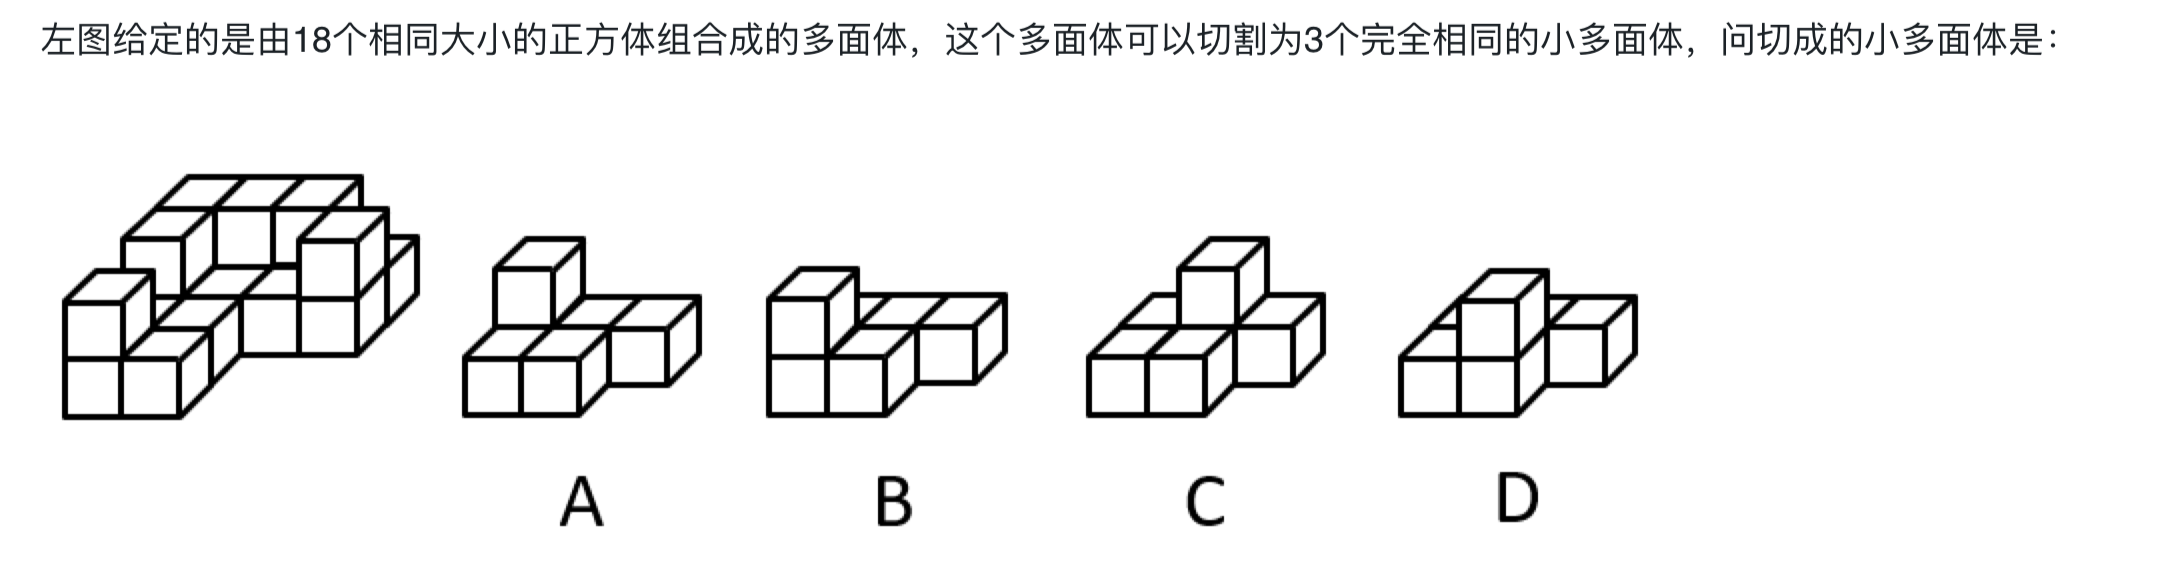 左图给定的是由18个相同大小的正方体组合成的多面体，这个多面体可以切割为3个完全相同的小多面体，问切成的小多面体是：
A B C D